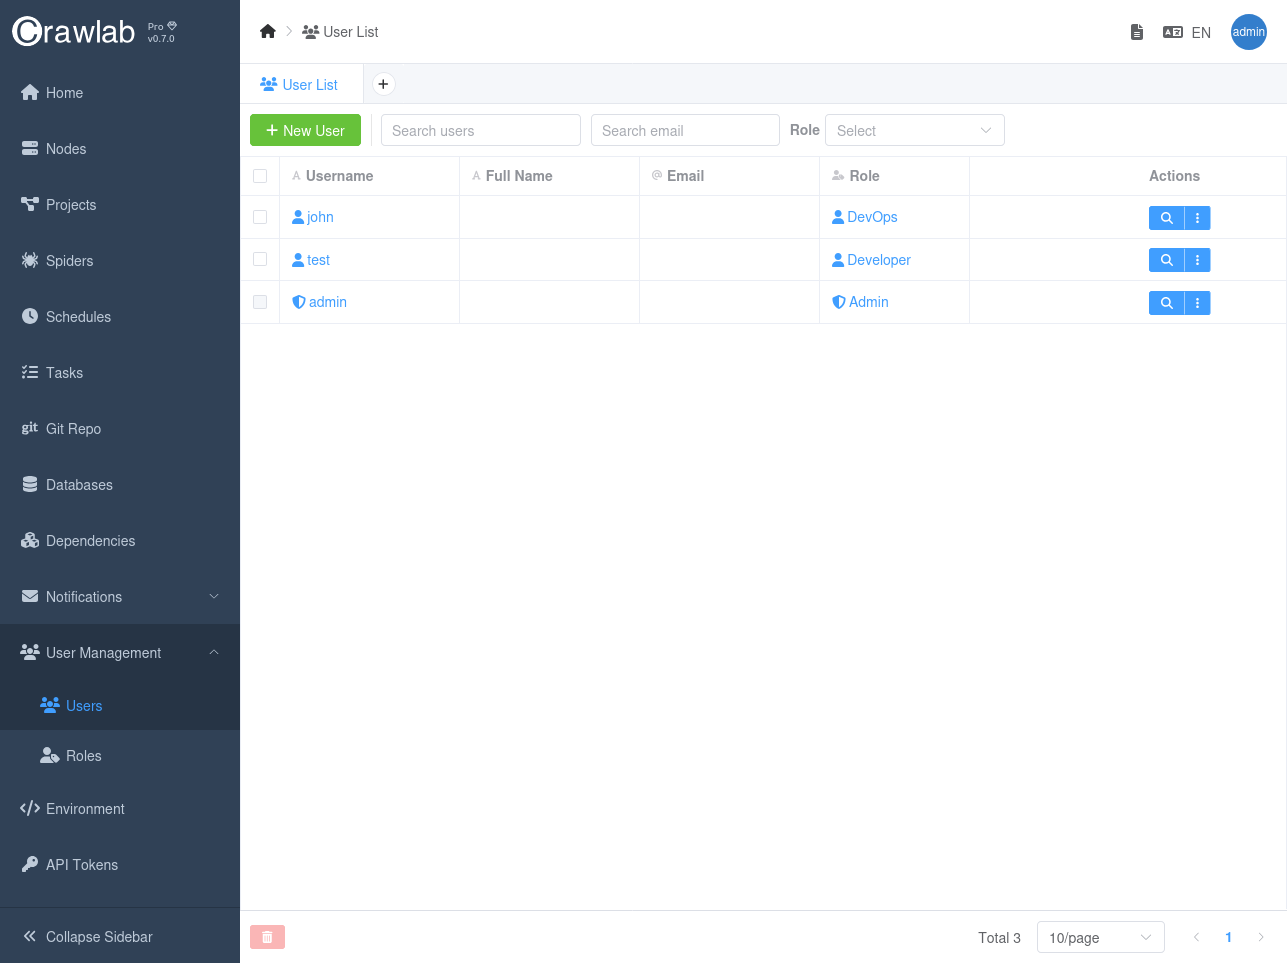 Crawlab
Pro
v0.7.0
Home
Nodes
Projects
Spiders
Schedules
Tasks
git Git Repo
Databases
Dependencies
Notifications
User Management
Users
Roles
Environment
API Tokens
Collapse Sidebar
User List
EN
admin
User List
New User
Search users
Search email
Role
Select
A Username
A Full Name
@ Email
Role
Actions
john
DevOps
test
Developer
admin
Admin
Total 3
10/page
1